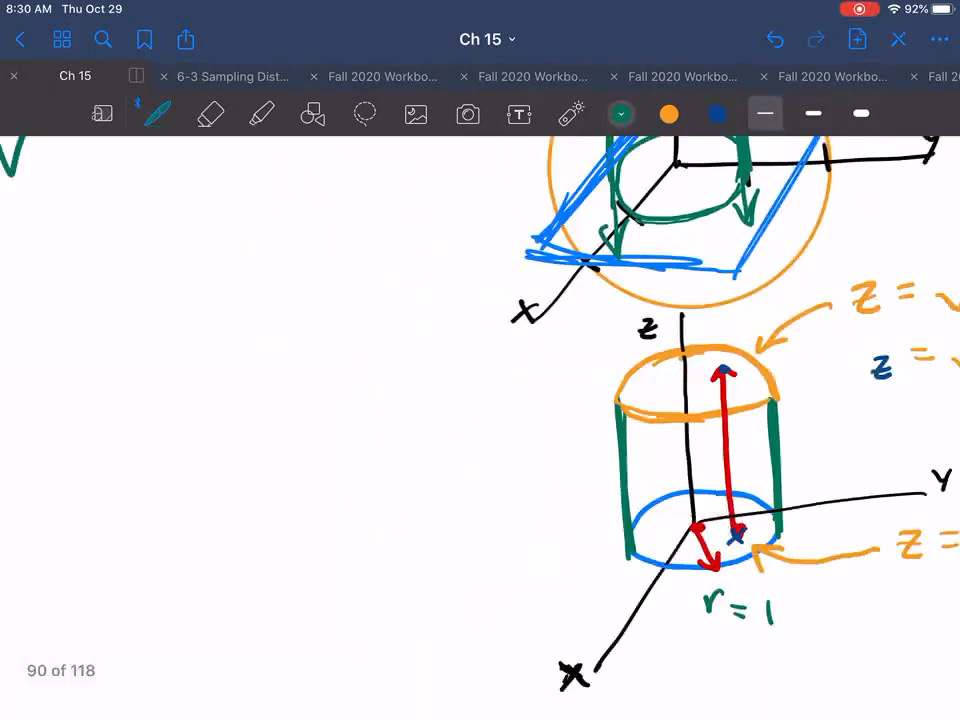 8:30 AM Thu Oct 29
92%
Ch 15
Ch 15
6-3 Sampling Dist...
Fall 2020 Workbo...
Fall 2020 Workbo...
Fall 2020 Workbo...
Fall 2020 Workbo...
Fall 20
T
x
z
z = √
z =
y
z =
r = 1
x
90 of 118